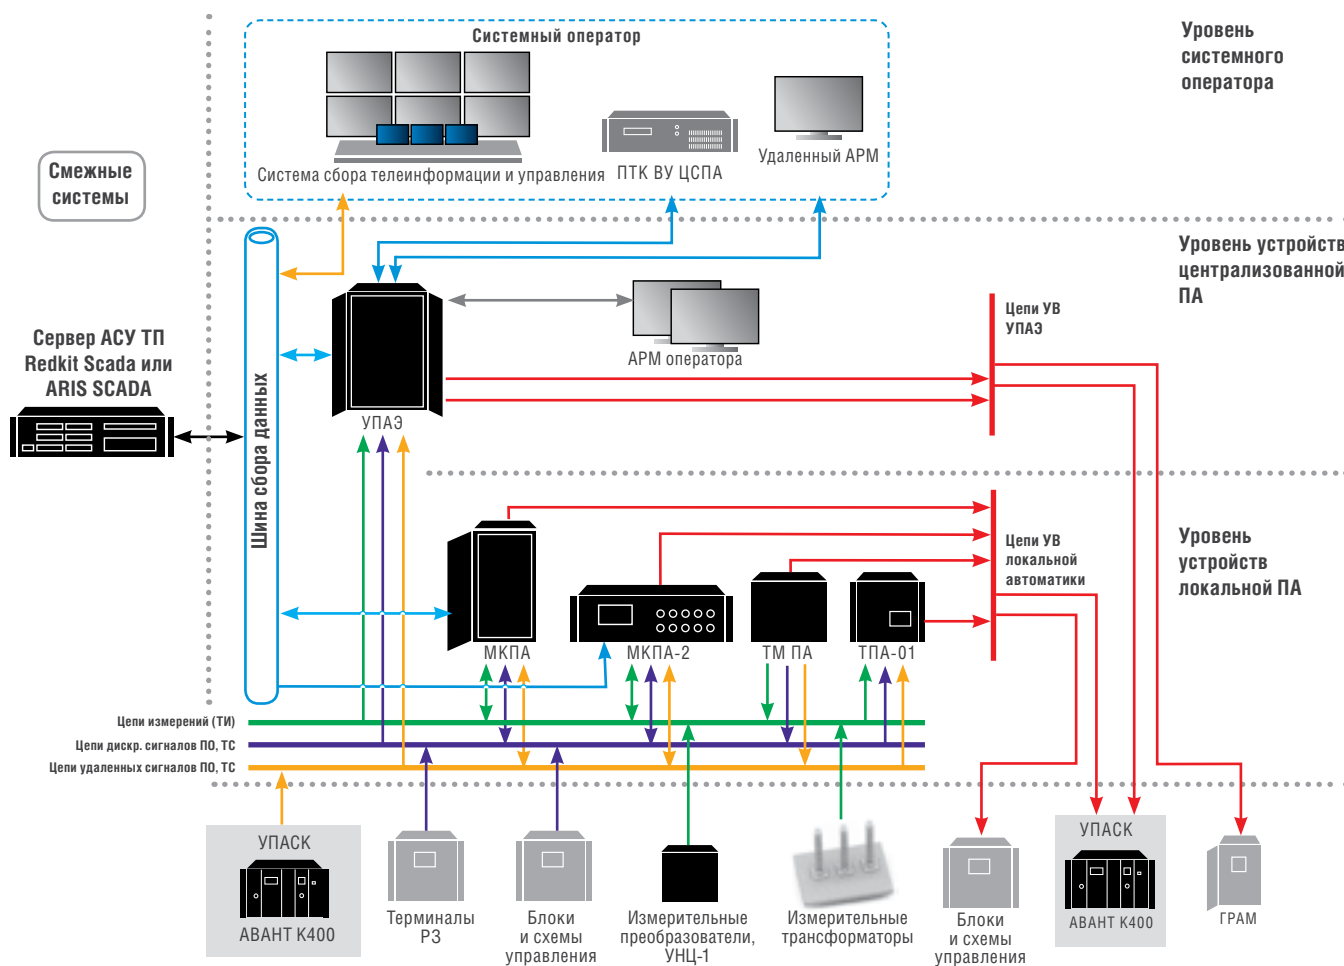 Системный оператор
Уровень
системного
оператора
Система сбора телеинформации и управления
ПТК ВУ ЦСПА
Удаленный АРМ
Смежные
системы
Уровень устройств
централизованной
ПА
Сервер АСУ ТП
Redkit Scada или
ARIS SCADA
Шина сбора данных
УПАЭ
АРМ оператора
Цепи УВ
УПАЭ
Цепи УВ
локальной
автоматики
Уровень
устройств
локальной ПА
МКПА
МКПА-2
ТМ ПА
ТПА-01
Цепи измерений (ТИ)
Цепи дискр. сигналов ПО, ТС
Цепи удаленных сигналов ПО, ТС
УПАСК
АВАНТ К400
Терминалы
РЗ
Блоки
и схемы
управления
Измерительные
преобразователи,
УНЦ-1
Измерительные
трансформаторы
Блоки
и схемы
управления
УПАСК
АВАНТ К400
ГРАМ